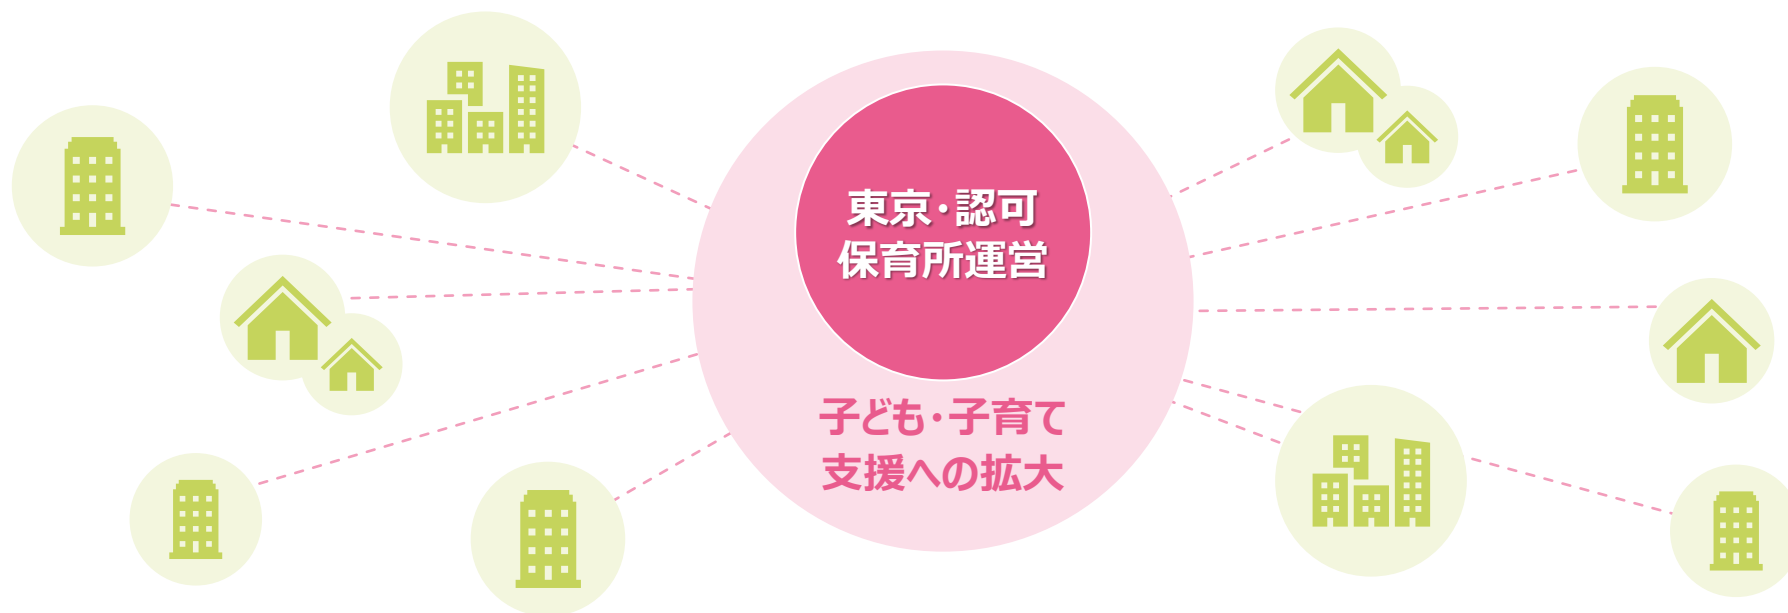 東京・認可
保育所運営
子ども・子育て
支援への拡大